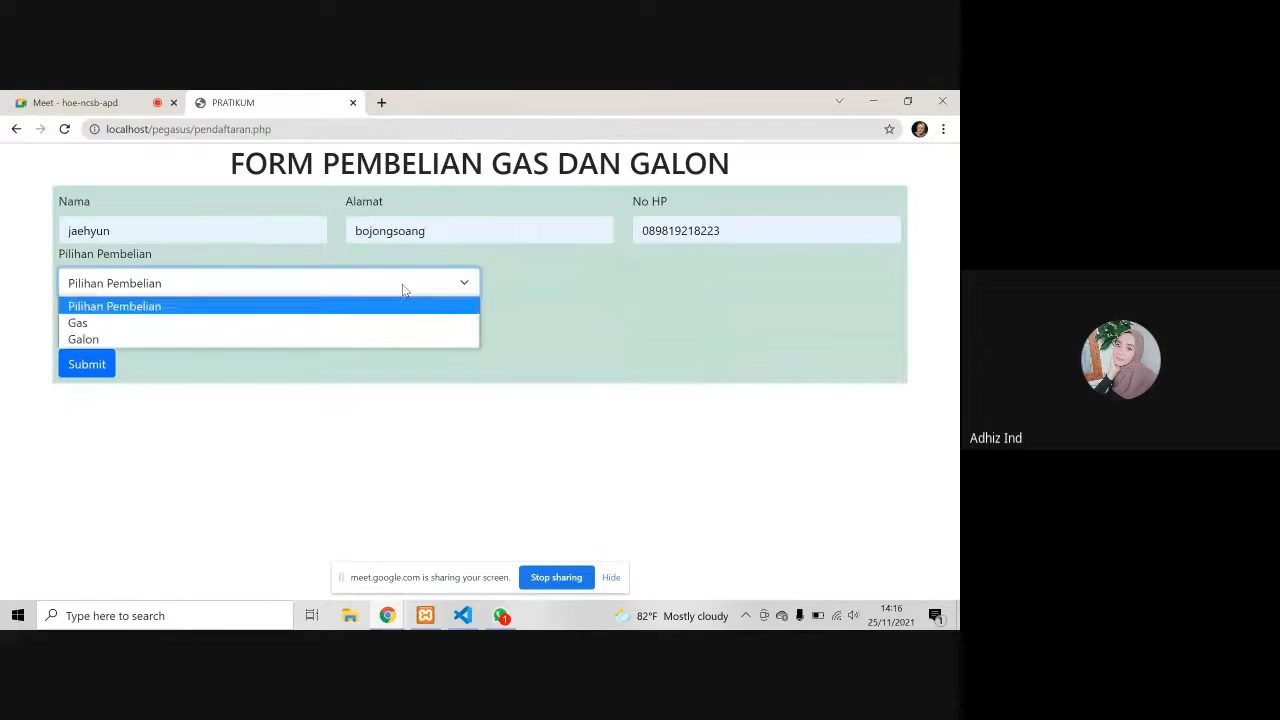 Meet - hoe-ncsb-apd
PRATIKUM
localhost/pegasus/pendaftaran.php
FORM PEMBELIAN GAS DAN GALON
Nama
Alamat
No HP
jaehyun
bojongsoang
089819218223
Pilihan Pembelian
Pilihan Pembelian
Pilihan Pembelian
Gas
Galon
Submit
Adhiz Ind
meet.google.com is sharing your screen.
Stop sharing
Hide
Type here to search
1
82°F Mostly cloudy
14:16
25/11/2021
1